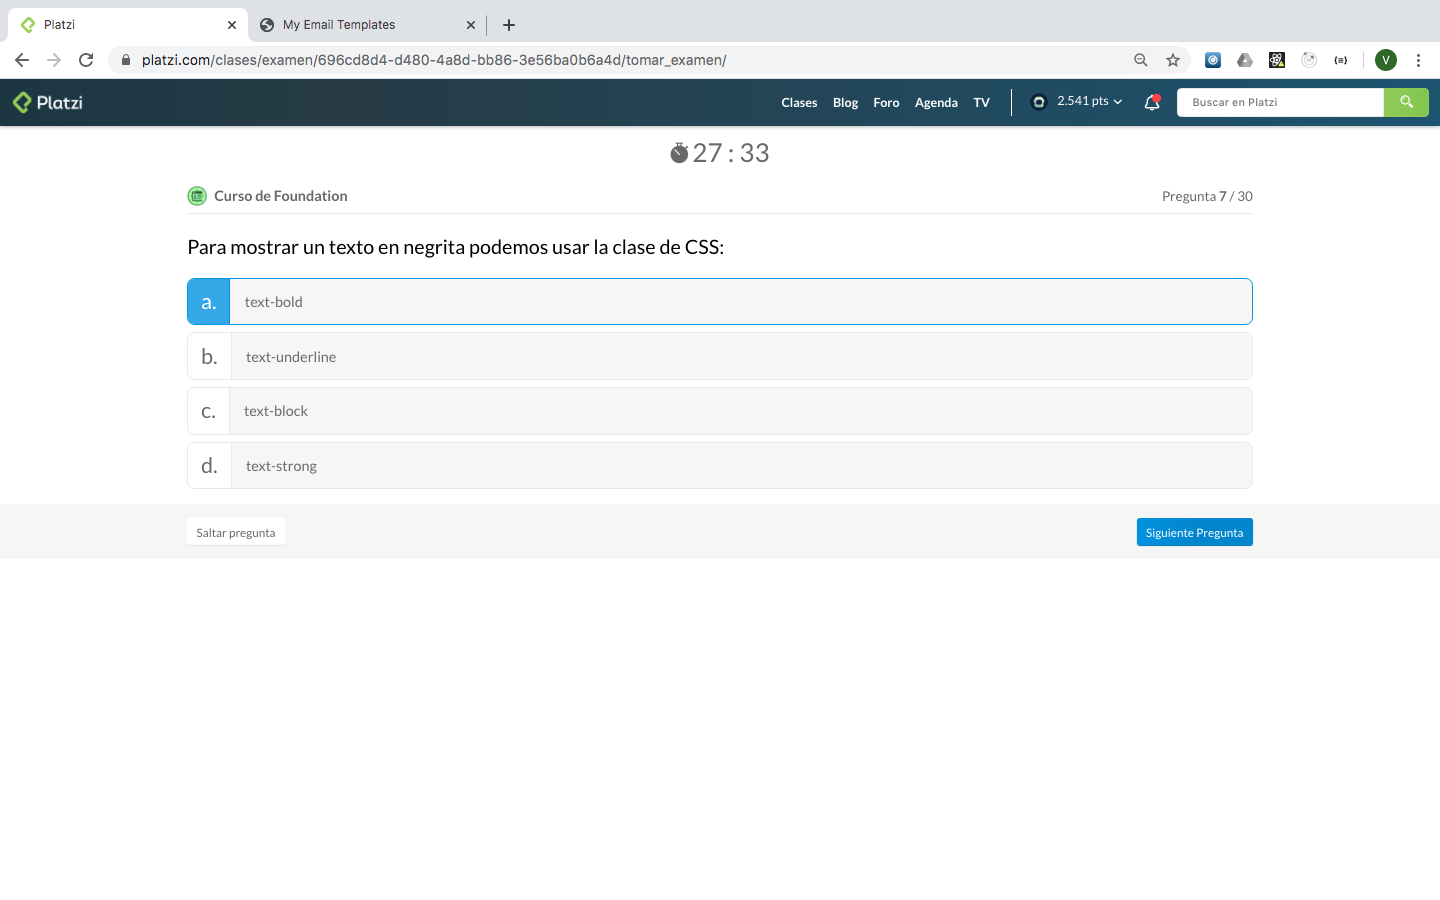 Platzi
My Email Templates
platzi.com/clases/examen/696cd8d4-d480-4a8d-bb86-3e56ba0b6a4d/tomar_examen/
V
Platzi
Clases
Blog
Foro
Agenda
TV
2.541 pts
Buscar en Platzi
27 : 33
Curso de Foundation
Pregunta 7 / 30
Para mostrar un texto en negrita podemos usar la clase de CSS:
a. text-bold
b. text-underline
c. text-block
d. text-strong
Saltar pregunta
Siguiente Pregunta